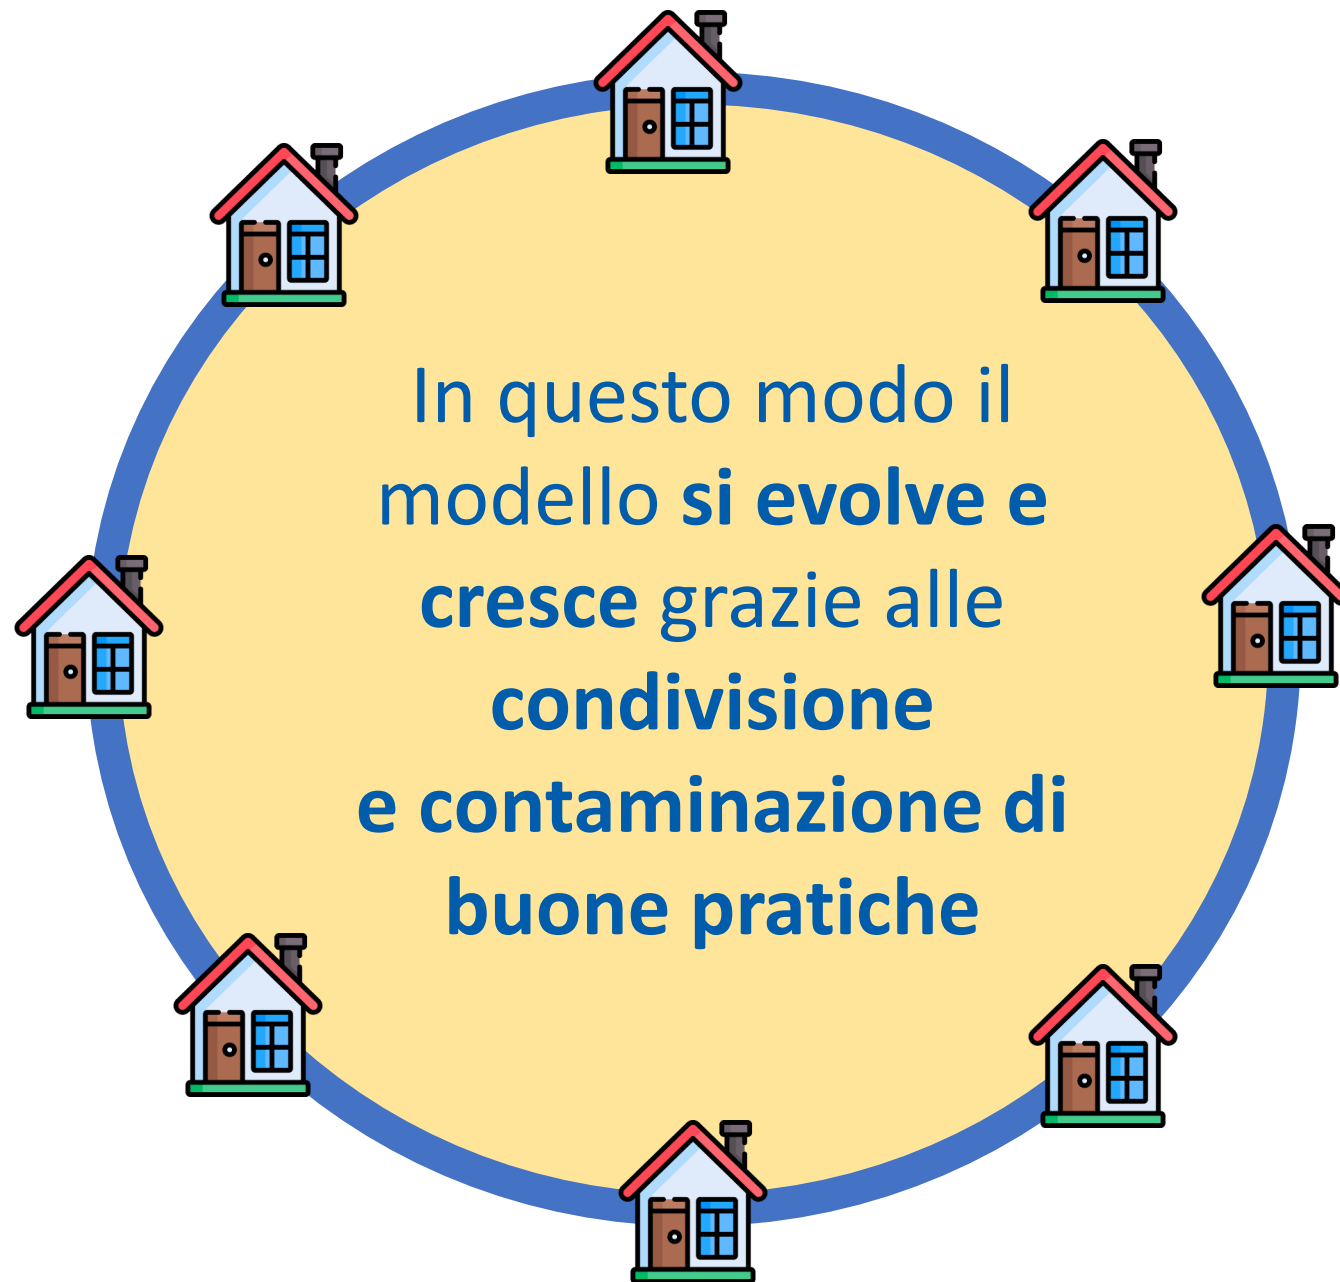 In questo modo il
modello si evolve e
cresce grazie alle
condivisione
e contaminazione di
buone pratiche